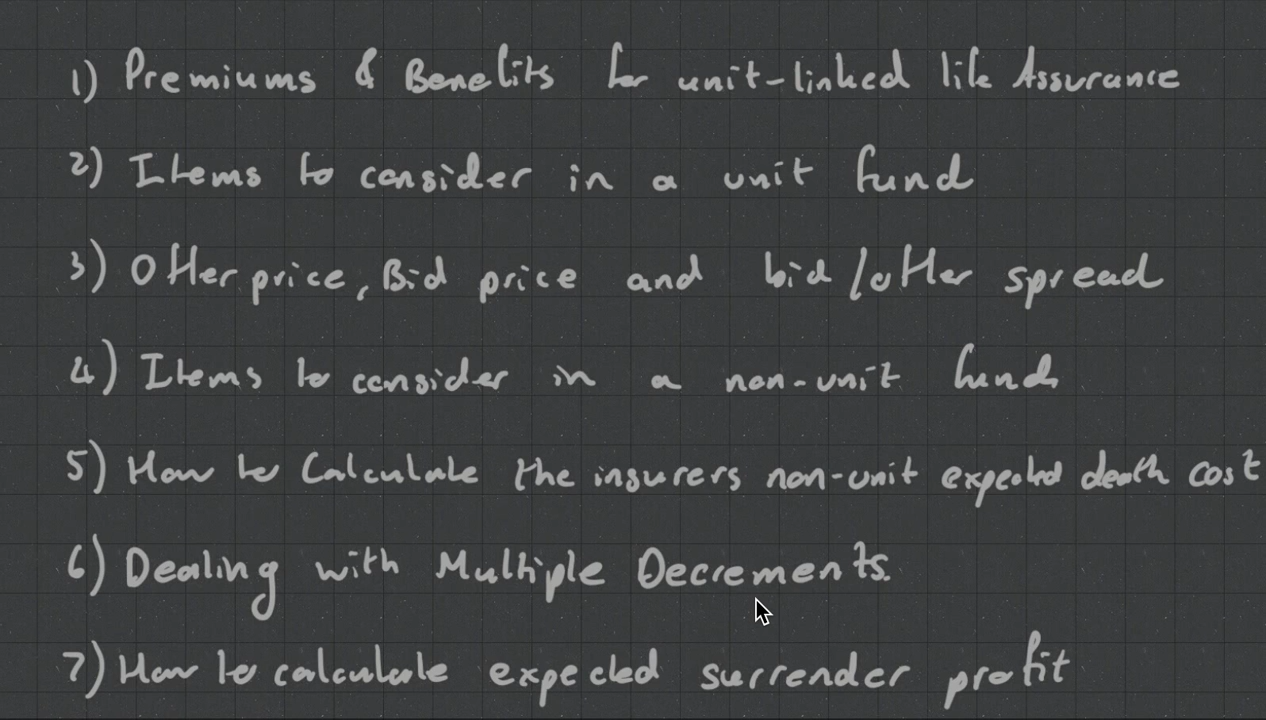 1) Premiums & Benefits for unit-linked life Assurance
2) Items to consider in a unit fund
3) Offer price, Bid price and bid/offer spread
4) Items to consider in a non-unit fund
5) How to Calculate the insurers non-unit expected death cost
6) Dealing with Multiple Decrements.
7) How to calculate expected surrender profit